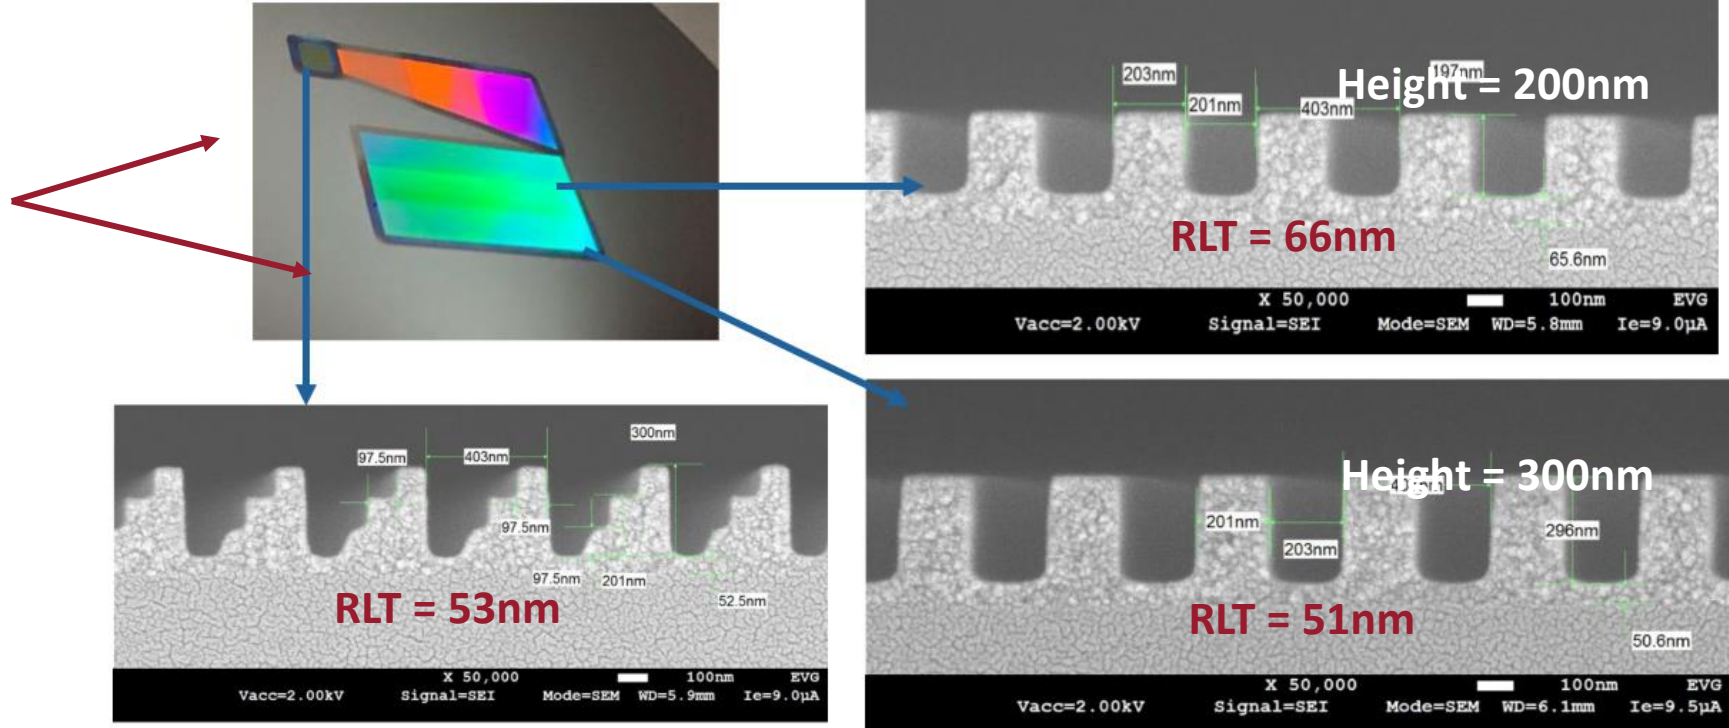 203nm
197nm
Height = 200nm
201nm
403nm
RLT = 66nm
65.6nm
X 50,000 100nm EVG
Vacc=2.00kV Signal=SEI Mode=SEM WD=5.8mm Ie=9.0µA
300nm
97.5nm
403nm
97.5nm
97.5nm
201nm
52.5nm
RLT = 53nm
X 50,000 100nm EVG
Vacc=2.00kV Signal=SEI Mode=SEM WD=5.9mm Ie=9.0µA
Height = 300nm
201nm
203nm
296nm
RLT = 51nm
50.6nm
X 50,000 100nm EVG
Vacc=2.00kV Signal=SEI Mode=SEM WD=6.1mm Ie=9.5µA